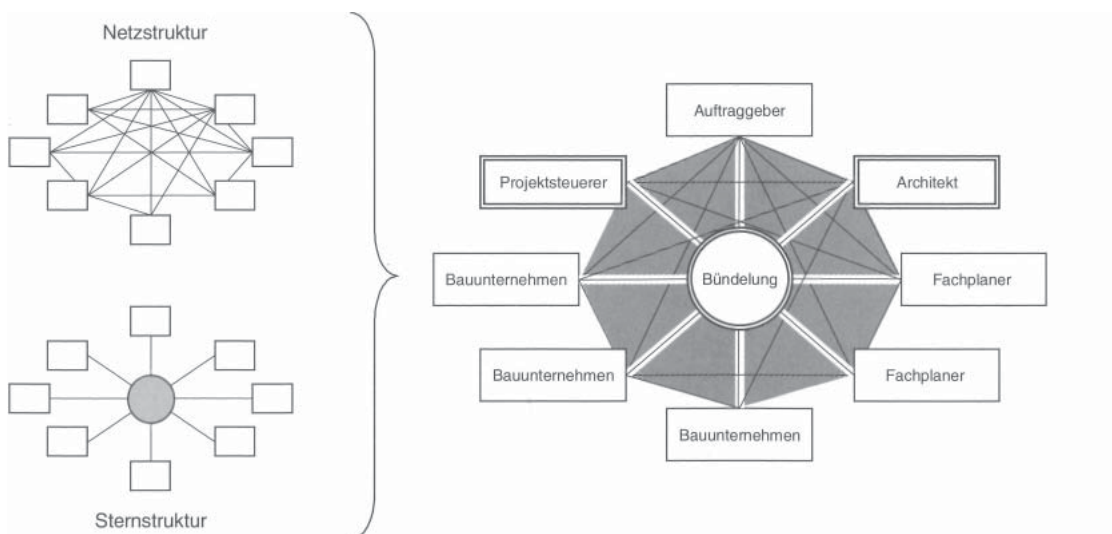 Netzstruktur
Sternstruktur
Auftraggeber
Projektsteuerer
Architekt
Bauunternehmen
Bündelung
Fachplaner
Bauunternehmen
Fachplaner
Bauunternehmen